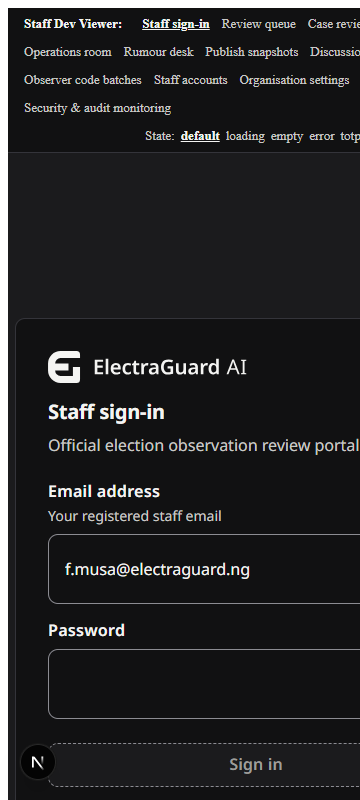 Staff Dev Viewer: Staff sign-in Review queue Case revie
Operations room Rumour desk Publish snapshots Discussio
Observer code batches Staff accounts Organisation settings
Security & audit monitoring
State: default loading empty error totp
ElectraGuard AI
Staff sign-in
Official election observation review portal
Email address
Your registered staff email
f.musa@electraguard.ng
Password
N
Sign in